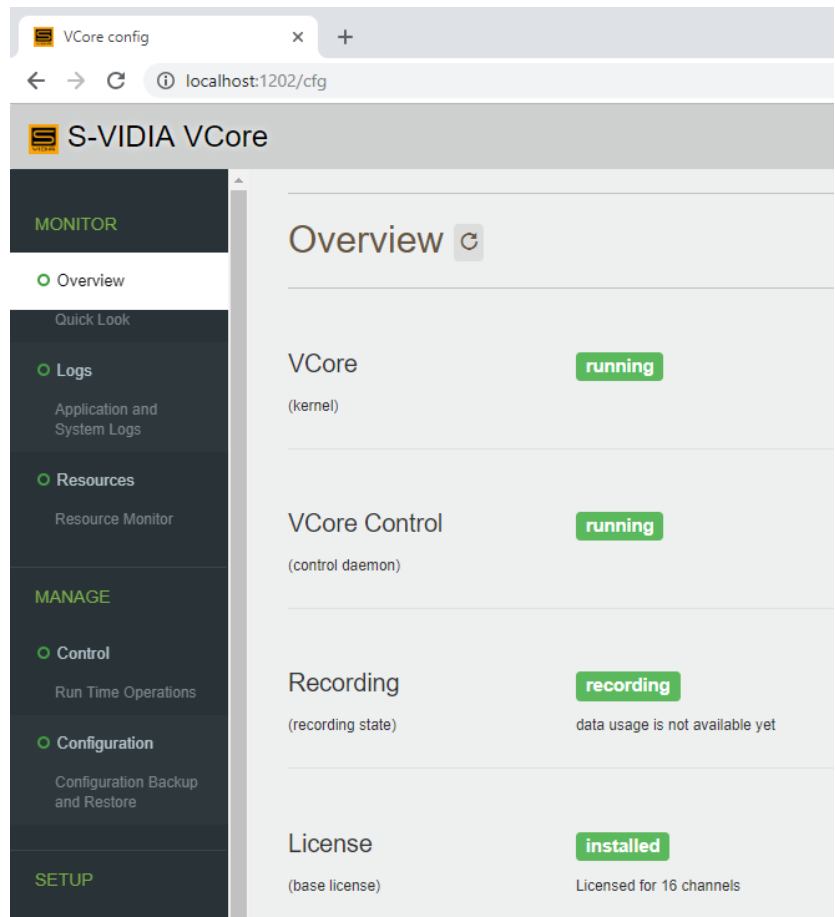 VCore config
localhost:1202/cfg
S-VIDIA VCore
MONITOR
Overview
Quick Look
Logs
Application and
System Logs
Resources
Resource Monitor
MANAGE
Control
Run Time Operations
Configuration
Configuration Backup
and Restore
SETUP
Overview
VCore
running
(kernel)
VCore Control
running
(control daemon)
Recording
recording
(recording state)
data usage is not available yet
License
installed
(base license)
Licensed for 16 channels